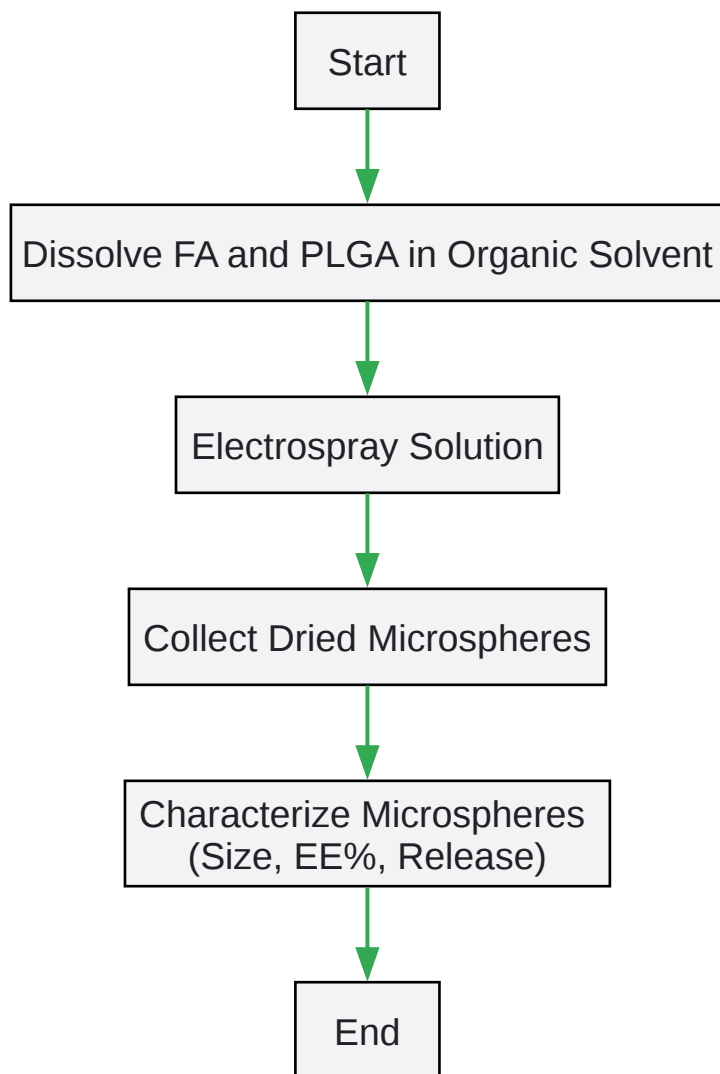 Start
Dissolve FA and PLGA in Organic Solvent
Electrospray Solution
Collect Dried Microspheres
Characterize Microspheres
(Size, EE%, Release)
End